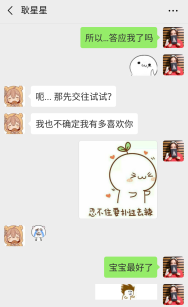 耿星星
所以...答应我了吗
呃... 那先交往试试？
我也不确定我有多喜欢你
忍不住要扑过去辣
宝宝最好了